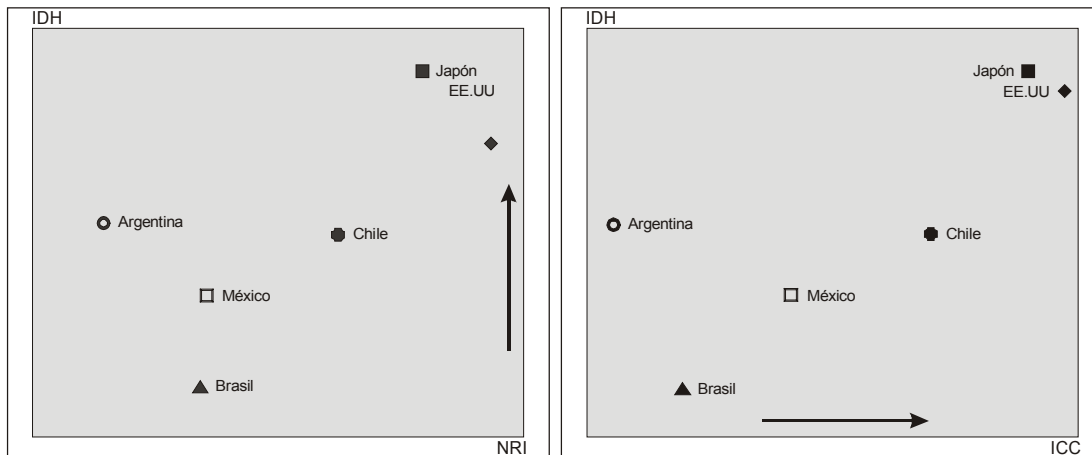 IDH
Japón
EE.UU
Argentina
Chile
México
Brasil
NRI
IDH
Japón
EE.UU
Argentina
Chile
México
Brasil
ICC